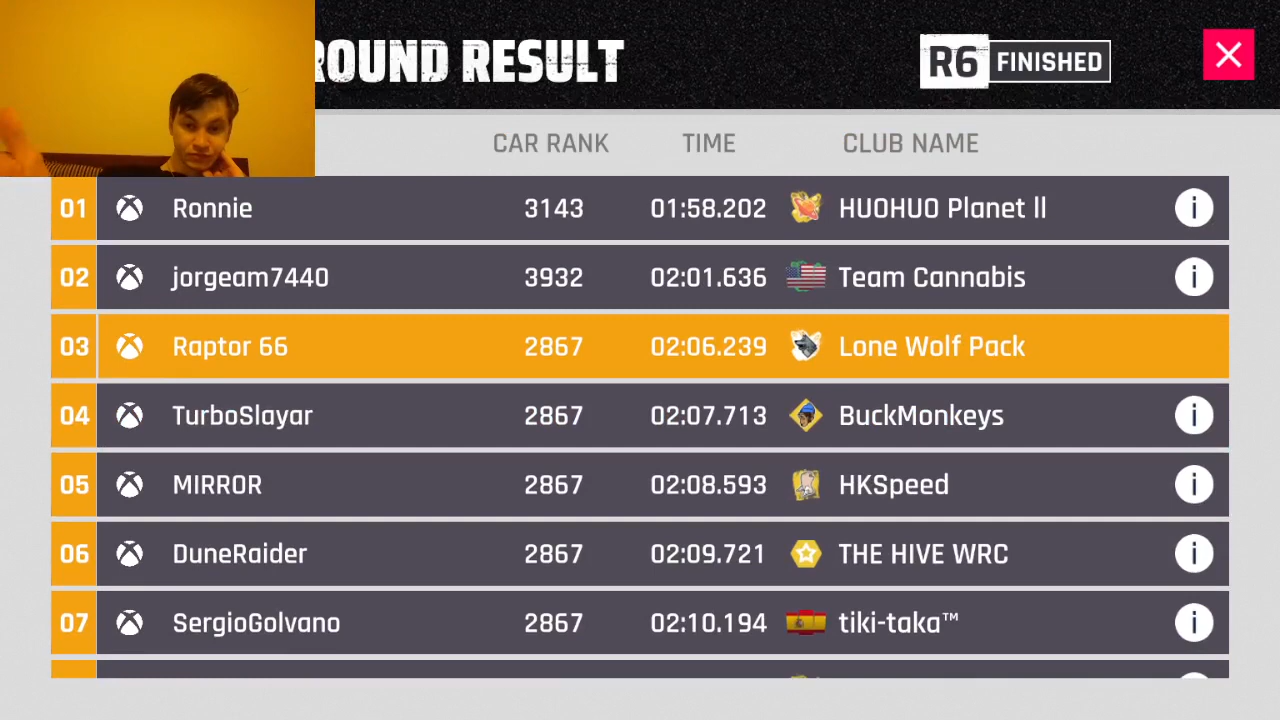 ROUND RESULT
R6 FINISHED
CAR RANK TIME CLUB NAME
01 Ronnie 3143 01:58.202 HUOHUO Planet ll
02 jorgeam7440 3932 02:01.636 Team Cannabis
03 Raptor 66 2867 02:06.239 Lone Wolf Pack
04 TurboSlayar 2867 02:07.713 BuckMonkeys
05 MIRROR 2867 02:08.593 HKSpeed
06 DuneRaider 2867 02:09.721 THE HIVE WRC
07 SergioGolvano 2867 02:10.194 tiki-taka™